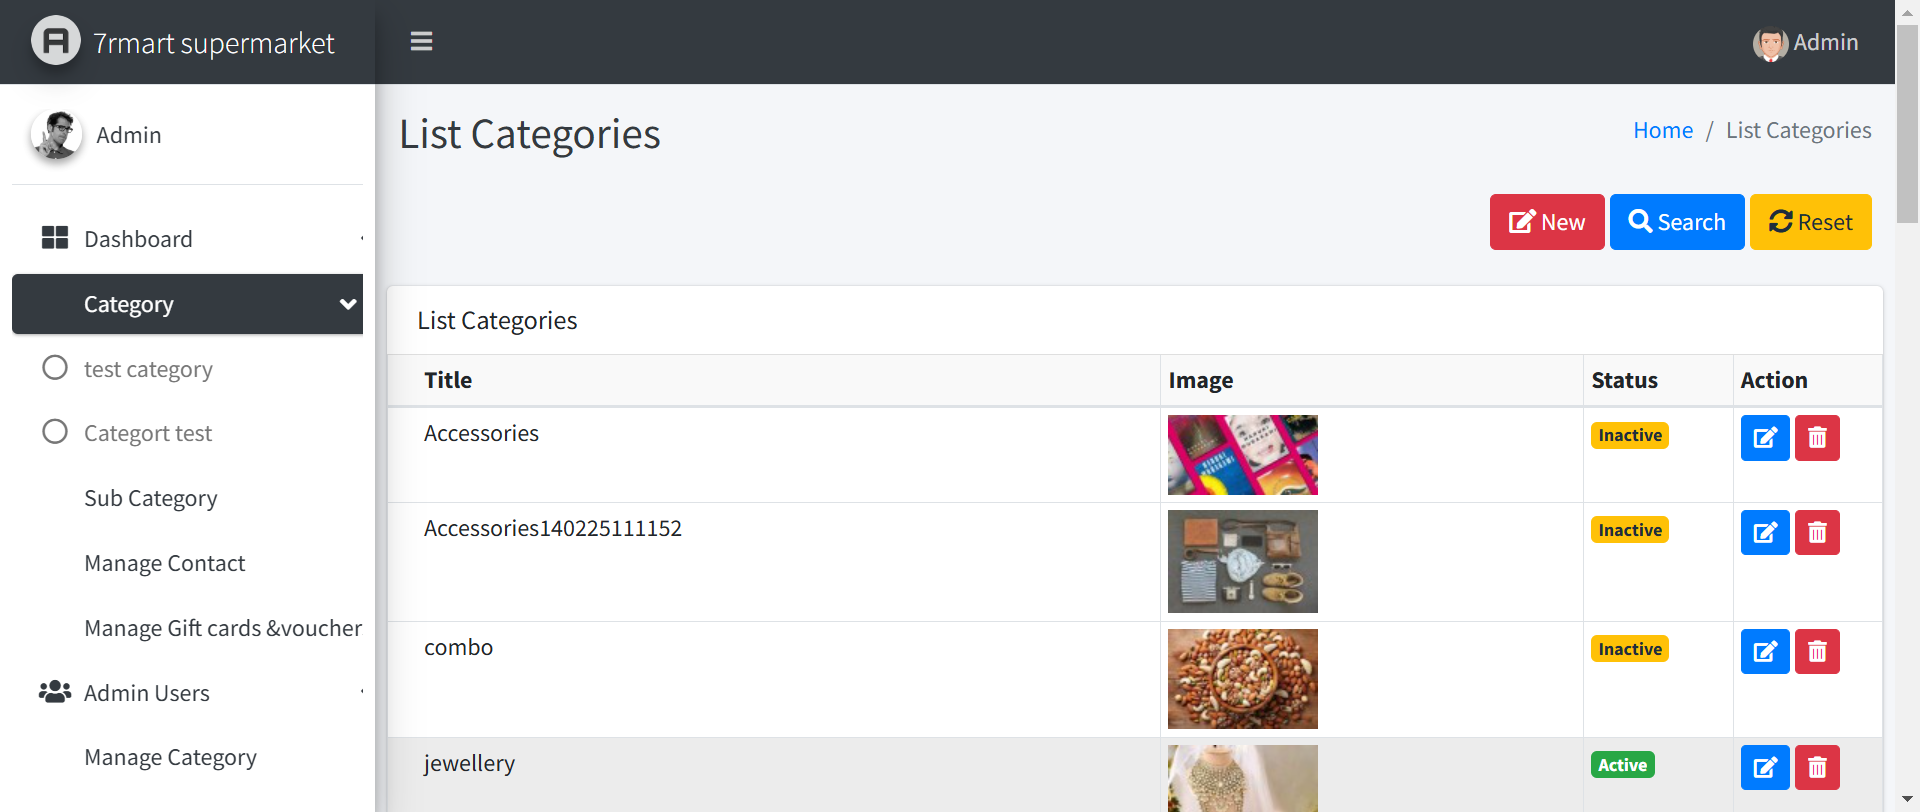 7rmart supermarket
Admin
Admin
List Categories
Home / List Categories
New
Search
Reset
Dashboard
Category
test category
Categort test
Sub Category
Manage Contact
Manage Gift cards &voucher
Admin Users
Manage Category
List Categories
Title Image Status Action
Accessories Inactive
Accessories140225111152 Inactive
combo Inactive
jewellery Active